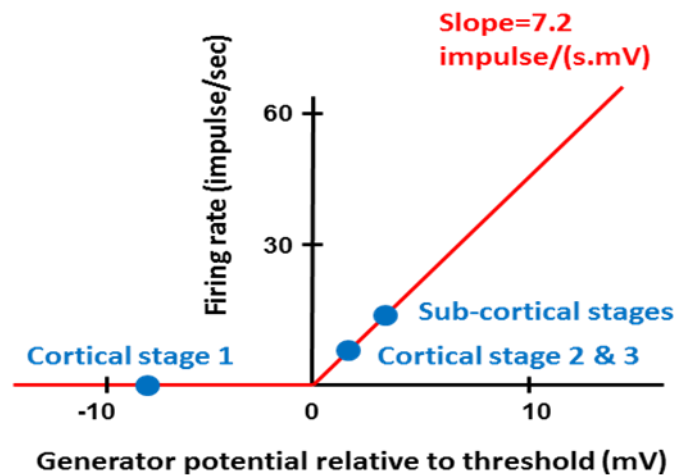 Slope=7.2
impulse/(s.mV)
Firing rate (impulse/sec)
60
30
Sub-cortical stages
Cortical stage 1
Cortical stage 2 & 3
-10
0
10
Generator potential relative to threshold (mV)